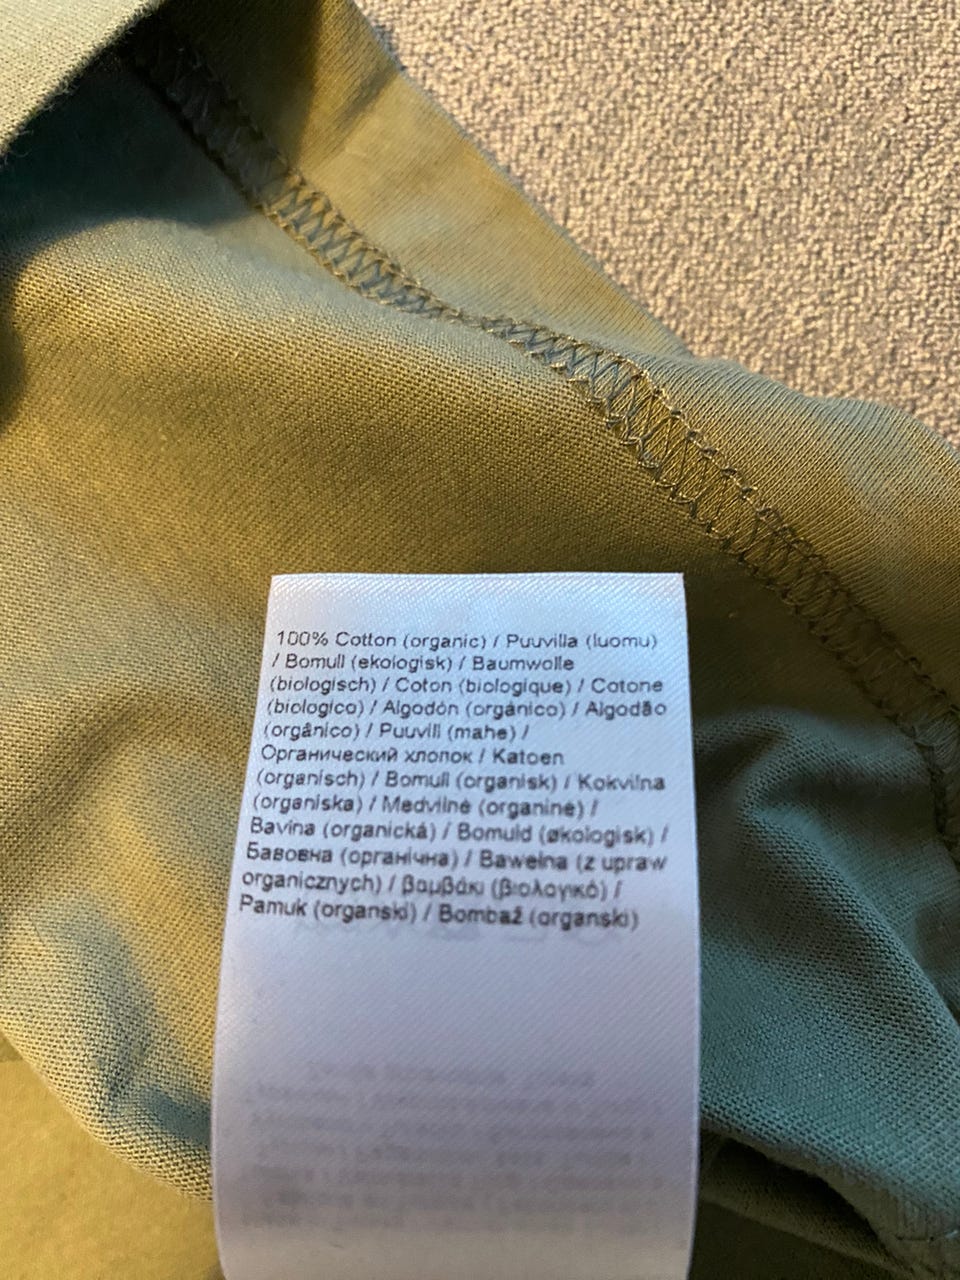 100% Cotton (organic) / Puuvilla (luomu)
/ Bomull (ekologisk) / Baumwolle
(biologisch) / Coton (biologique) / Cotone
(biologico) / Algodón (orgánico) / Algodão
(orgânico) / Puuvill (mahe) /
Органический хлопок / Katoen
(organisch) / Bomull (organisk) / Kokvilna
(organiska) / Medvilnė (organinė) /
Bavlna (organická) / Bomuld (økologisk) /
Бавовна (органічна) / Bawełna (z upraw
organicznych) / βαμβάκι (βιολογικό) /
Pamuk (organski) / Bombaž (organski)